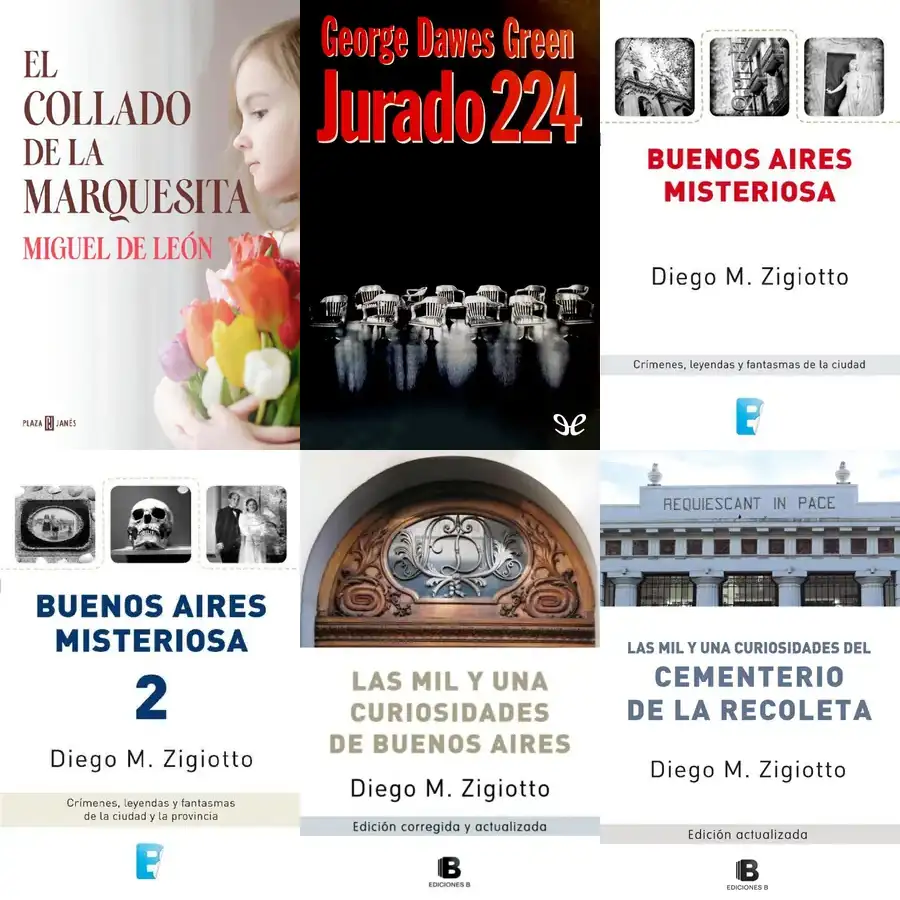 EL
COLLADO
DE LA
MARQUESITA
MIGUEL DE LEÓN
PLAZA JANÉS
George Dawes Green
Jurado 224
BUENOS AIRES
MISTERIOSA
Diego M. Zigiotto
Crímenes, leyendas y fantasmas de la ciudad
B
BUENOS AIRES
MISTERIOSA
2
Diego M. Zigiotto
Crímenes, leyendas y fantasmas
de la ciudad y la provincia
B
LAS MIL Y UNA
CURIOSIDADES
DE BUENOS AIRES
Diego M. Zigiotto
Edición corregida y actualizada
B
EDICIONES B
REQUIESCANT IN PACE
LAS MIL Y UNA CURIOSIDADES DEL
CEMENTERIO
DE LA RECOLETA
Diego M. Zigiotto
Edición actualizada
B
EDICIONES B